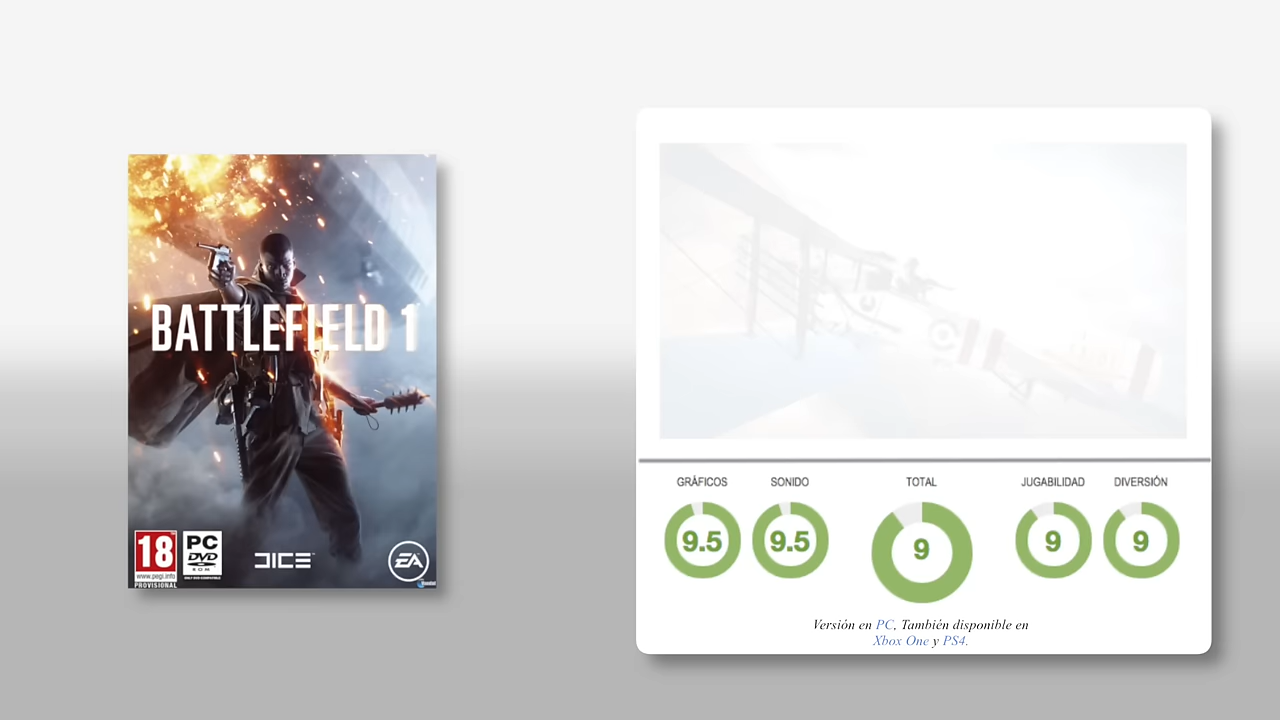 BATTLEFIELD 1
18
www.pegi.info
PROVISIONAL
PC
DVD
ROM
DICE
EA
GRÁFICOS
SONIDO
TOTAL
JUGABILIDAD
DIVERSIÓN
9.5
9.5
9
9
9
Versión en PC, También disponible en
Xbox One y PS4.